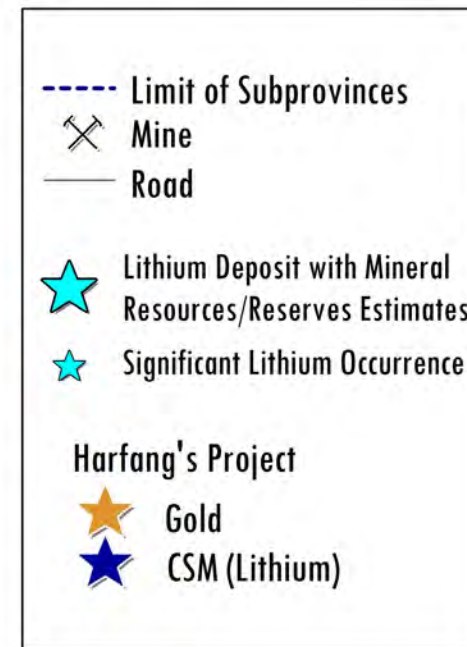 Limit of Subprovinces
Mine
Road
Lithium Deposit with Mineral
Resources/Reserves Estimates
Significant Lithium Occurrence
Harfang's Project
Gold
CSM (Lithium)